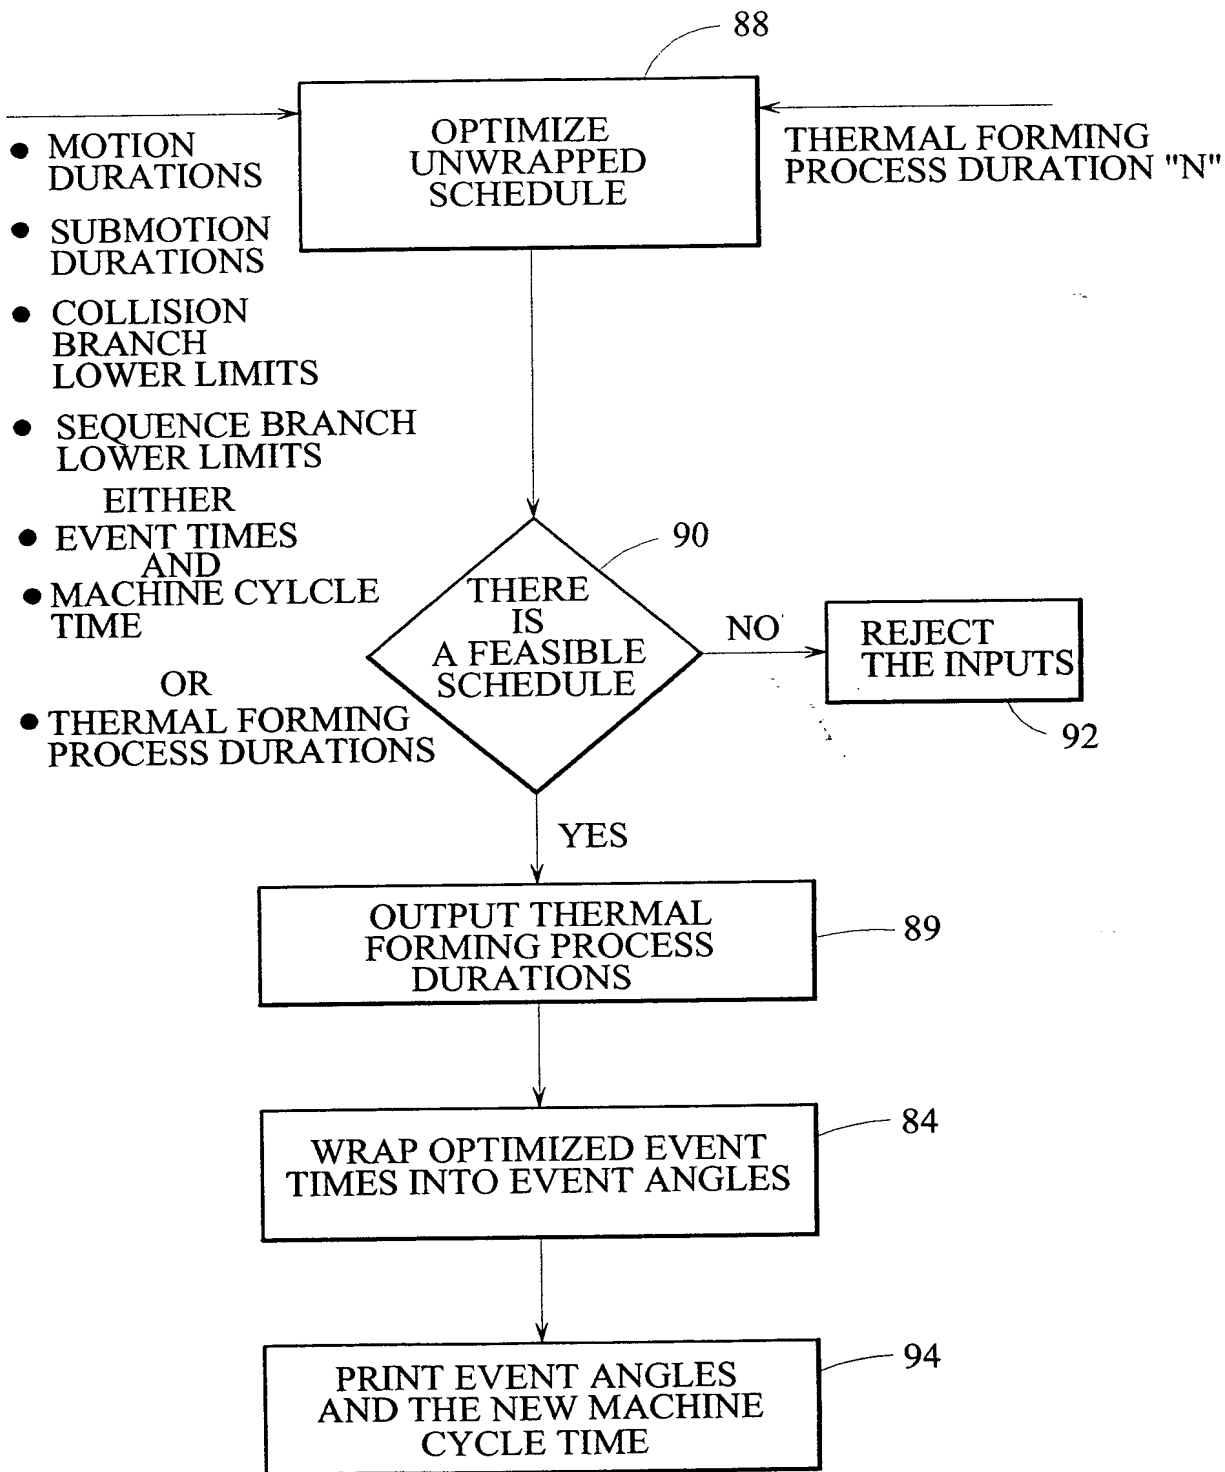 88
OPTIMIZE
UNWRAPPED
SCHEDULE
THERMAL FORMING
PROCESS DURATION "N"
● MOTION
DURATIONS
● SUBMOTION
DURATIONS
● COLLISION
BRANCH
LOWER LIMITS
● SEQUENCE BRANCH
LOWER LIMITS
EITHER
● EVENT TIMES
AND
● MACHINE CYLCLE
TIME
OR
● THERMAL FORMING
PROCESS DURATIONS
90
THERE
IS
A FEASIBLE
SCHEDULE
NO
REJECT
THE INPUTS
92
YES
OUTPUT THERMAL
FORMING PROCESS
DURATIONS
89
WRAP OPTIMIZED EVENT
TIMES INTO EVENT ANGLES
84
PRINT EVENT ANGLES
AND THE NEW MACHINE
CYCLE TIME
94